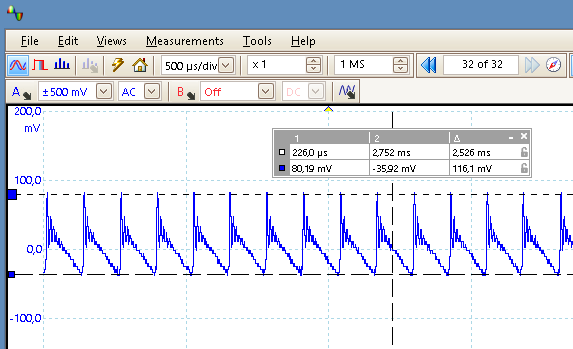 File Edit Views Measurements Tools Help
500 µs/div x 1 1 MS 32 of 32
A ±500 mV AC B Off DC
200,0
mV
1 2 Δ
226,0 µs 2,752 ms 2,526 ms
80,19 mV -35,92 mV 116,1 mV
100,0
0,0
-100,0